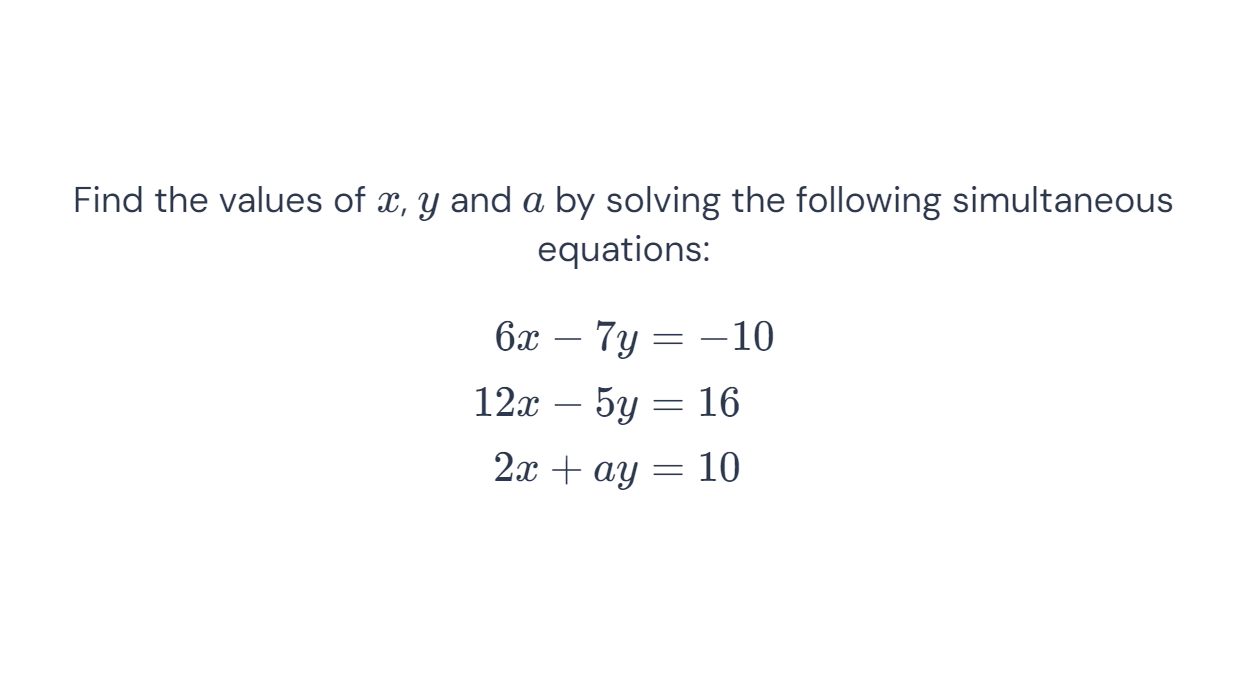 Find the values of x, y and a by solving the following simultaneous
equations:
6x − 7y = −10
12x − 5y = 16
2x + ay = 10